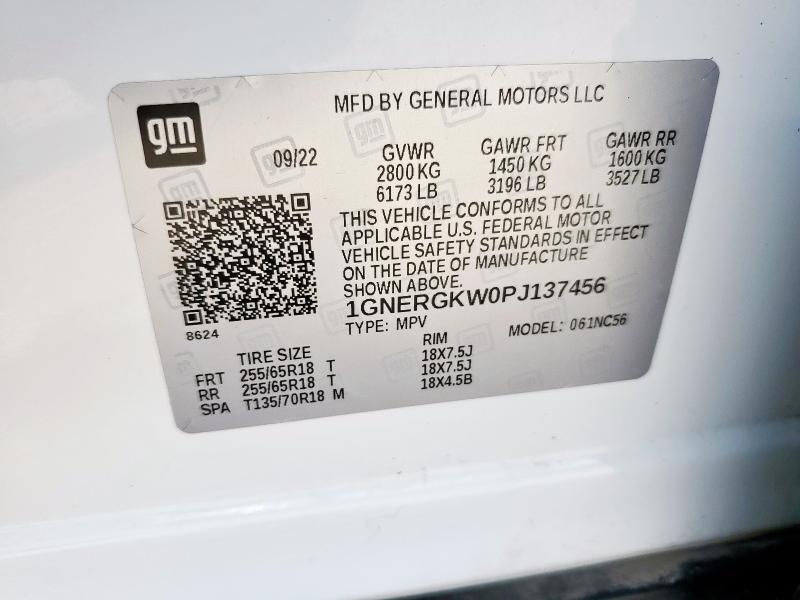 MFD BY GENERAL MOTORS LLC
gm
09/22
GVWR
2800 KG
6173 LB
GAWR FRT
1450 KG
3196 LB
GAWR RR
1600 KG
3527 LB
THIS VEHICLE CONFORMS TO ALL
APPLICABLE U.S. FEDERAL MOTOR
VEHICLE SAFETY STANDARDS IN EFFECT
ON THE DATE OF MANUFACTURE
SHOWN ABOVE.
1GNERGKW0PJ137456
TYPE: MPV
MODEL: 061NC56
8624
TIRE SIZE
RIM
FRT 255/65R18 T 18X7.5J
RR 255/65R18 T 18X7.5J
SPA T135/70R18 M 18X4.5B